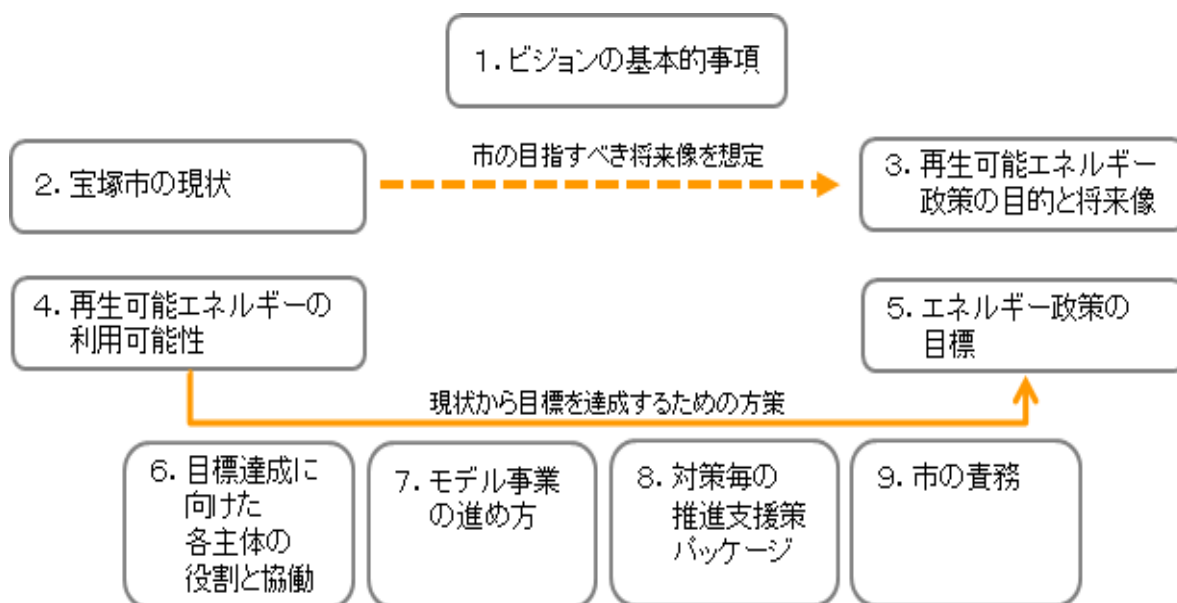 1.ビジョンの基本的事項
2.宝塚市の現状
市の目指すべき将来像を想定
3.再生可能エネルギー
政策の目的と将来像
4.再生可能エネルギーの
利用可能性
5.エネルギー政策の
目標
現状から目標を達成するための方策
6.目標達成に
向けた
各主体の
役割と協働
7.モデル事業
の進め方
8.対策毎の
推進支援策
パッケージ
9.市の責務